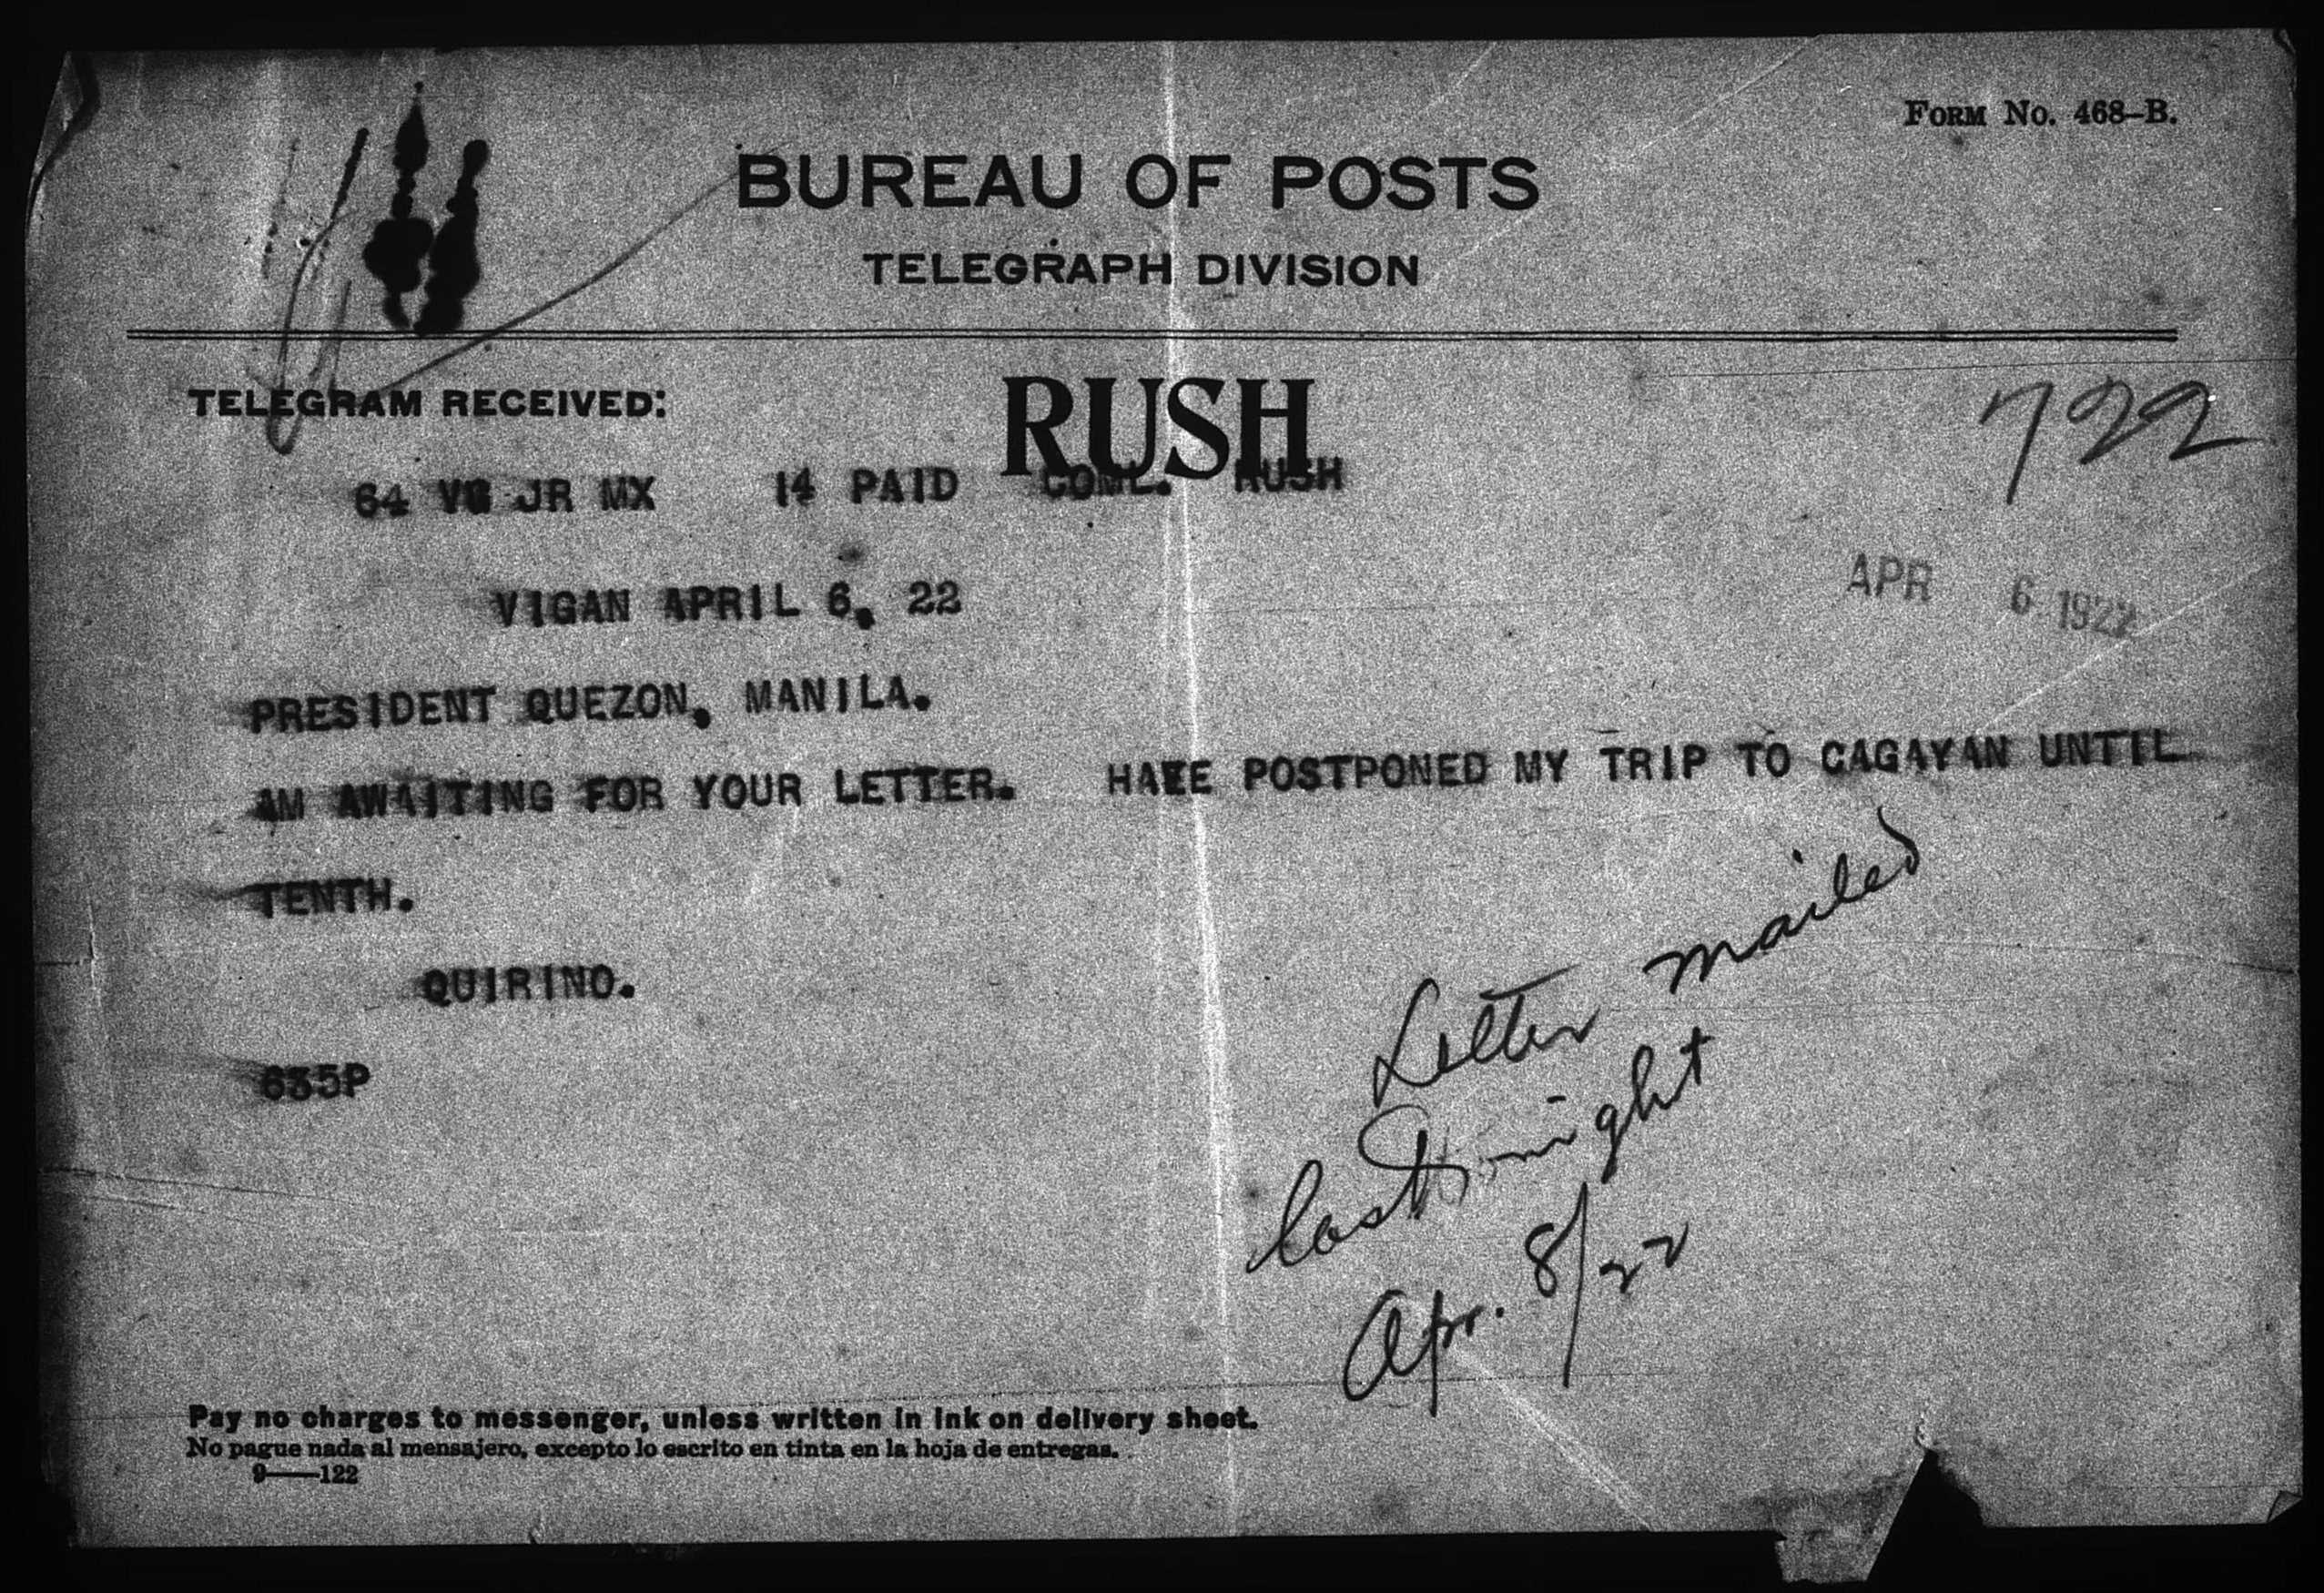 FORM NO. 468–B.
BUREAU OF POSTS
TELEGRAPH DIVISION
TELEGRAM RECEIVED:
RUSH
722
64 VG JR MX 14 PAID COML. RUSH
APR 6 1922
VIGAN APRIL 6, 22
PRESIDENT QUEZON, MANILA.
AM AWAITING FOR YOUR LETTER. HAVE POSTPONED MY TRIP TO CAGAYAN UNTIL
TENTH.
QUIRINO.
635P
Letter mailed
last night
Apr. 8/22
Pay no charges to messenger, unless written in ink on delivery sheet.
No pague nada al mensajero, excepto lo escrito en tinta en la hoja de entregas.
9——122